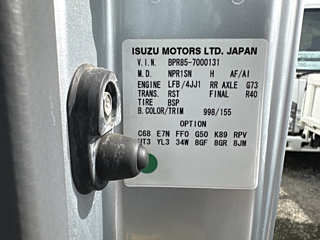 ISUZU MOTORS LTD. JAPAN
V.I.N. BPR85-7000131
M.D. NPR1SN H AF/AI
ENGINE LFB/4JJ1 RR AXLE G73
TRANS. RST FINAL R40
TIRE BSP
B.COLOR/TRIM 998/155
OPTION
C68 E7N FF0 G50 K89 RPV
UT3 YL3 34W 8GF 8GR 8JM